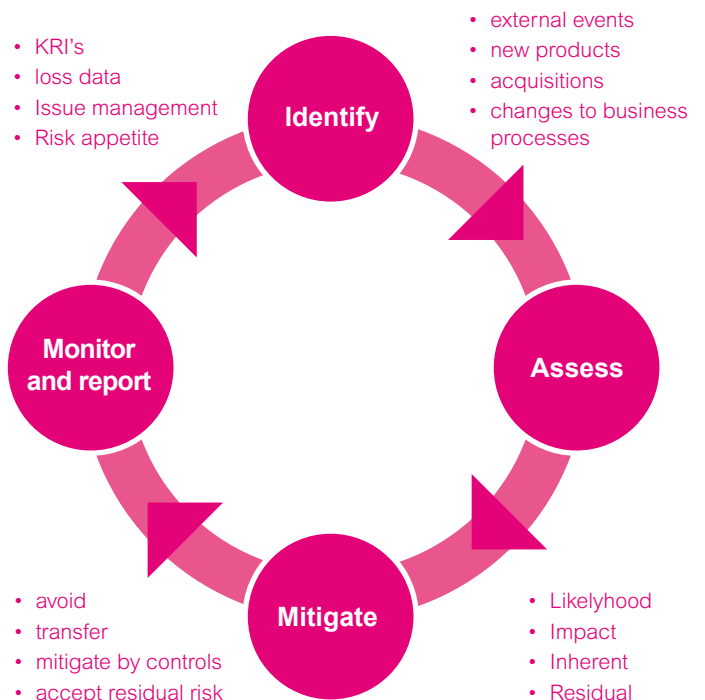 • KRI's
• loss data
• Issue management
• Risk appetite
• external events
• new products
• acquisitions
• changes to business
processes
Identify
Monitor
and report
Assess
Mitigate
• avoid
• transfer
• mitigate by controls
• accept residual risk
• Likelyhood
• Impact
• Inherent
• Residual